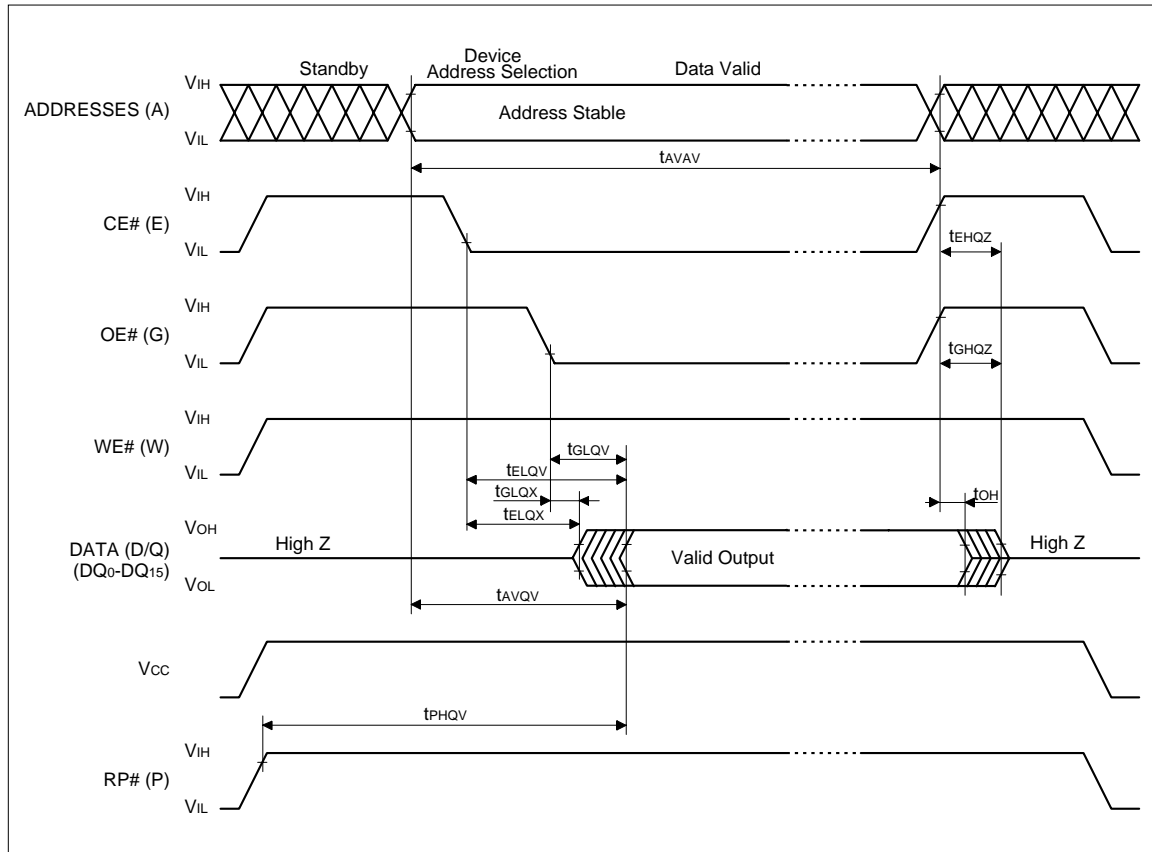 Standby
Device
Address Selection
Data Valid
ADDRESSES (A)
VIH
VIL
Address Stable
tAVAV
CE# (E)
VIH
VIL
tEHQZ
OE# (G)
VIH
VIL
tGHQZ
WE# (W)
VIH
VIL
tGLQV
tELQV
tGLQX
tELQX
tOH
DATA (D/Q)
(DQ0-DQ15)
VOH
VOL
High Z
Valid Output
High Z
tAVQV
VCC
tPHQV
RP# (P)
VIH
VIL